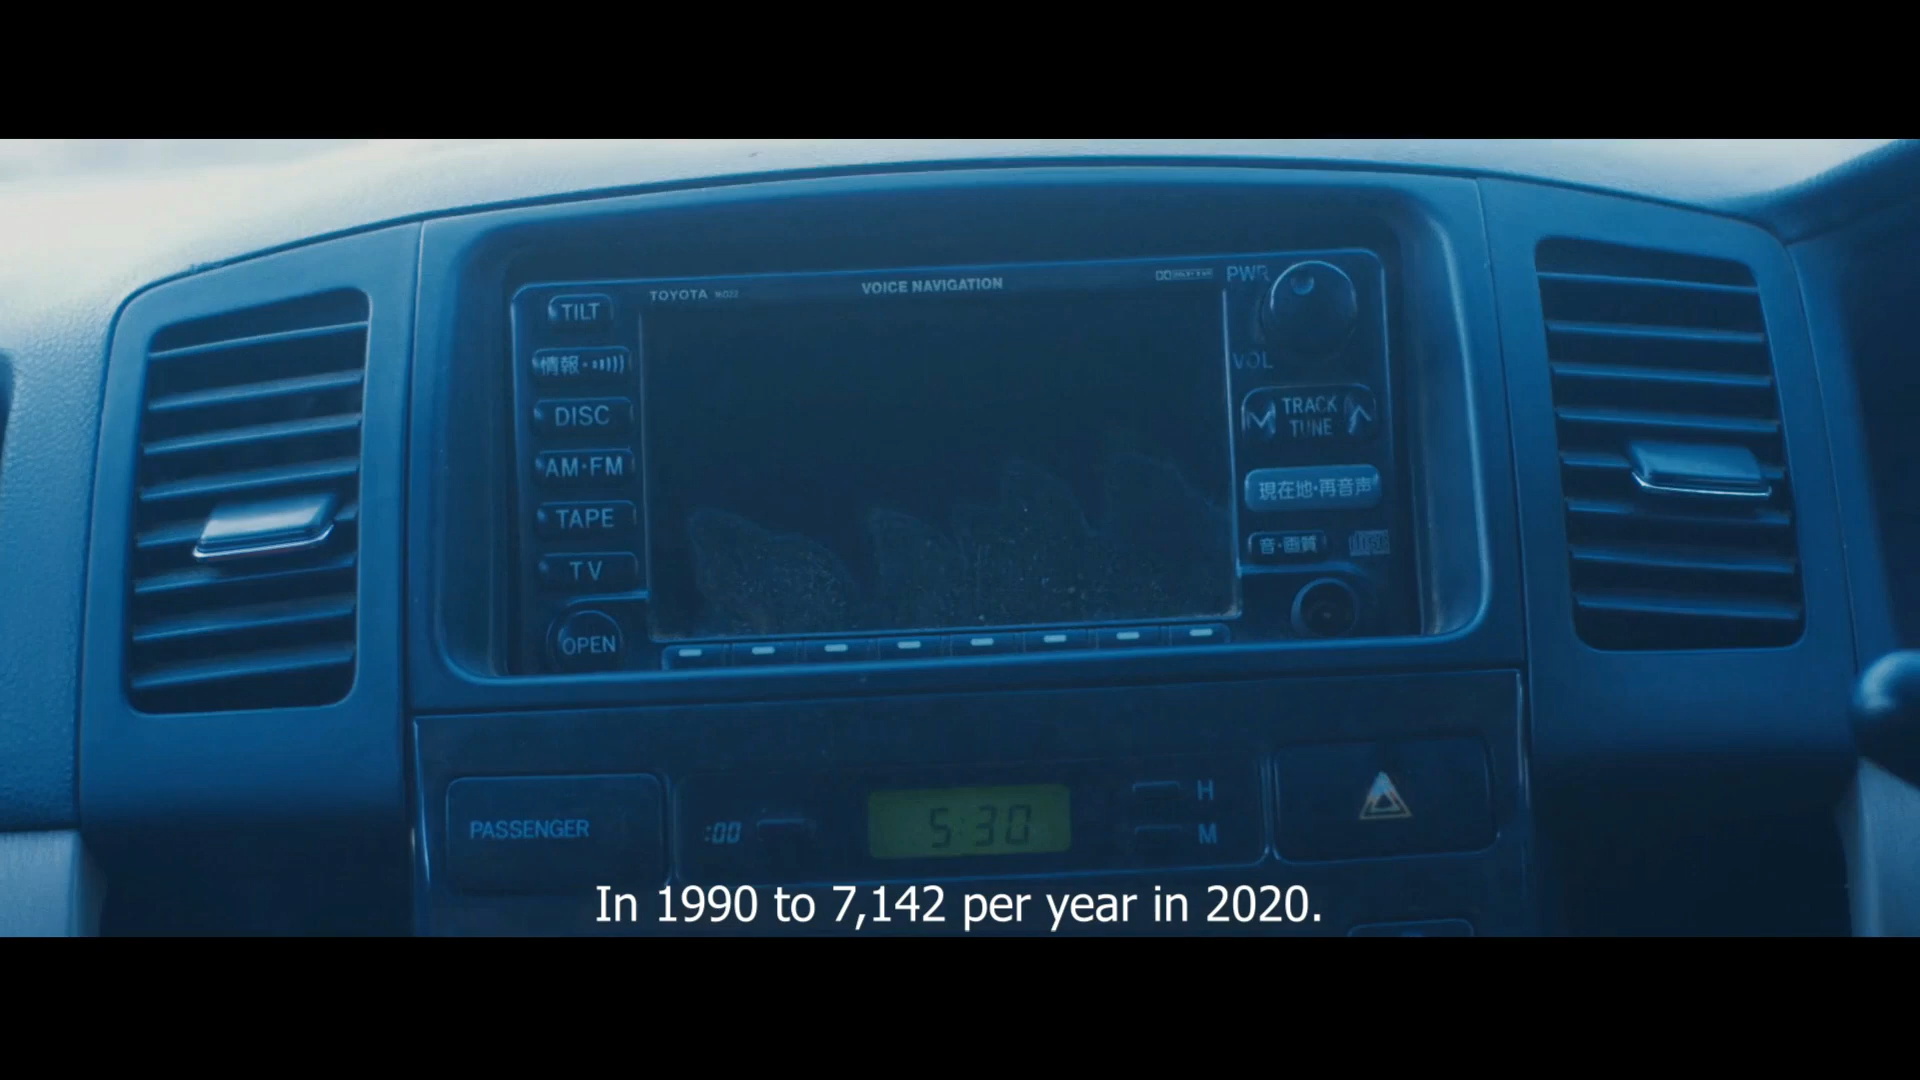 TOYOTA
VOICE NAVIGATION
PWR
TILT
情報
VOL
DISC
TRACK
TUNE
AM•FM
現在地•再音声
TAPE
音•画質
disc
TV
OPEN
PASSENGER
:00
5:30
H
M
In 1990 to 7,142 per year in 2020.